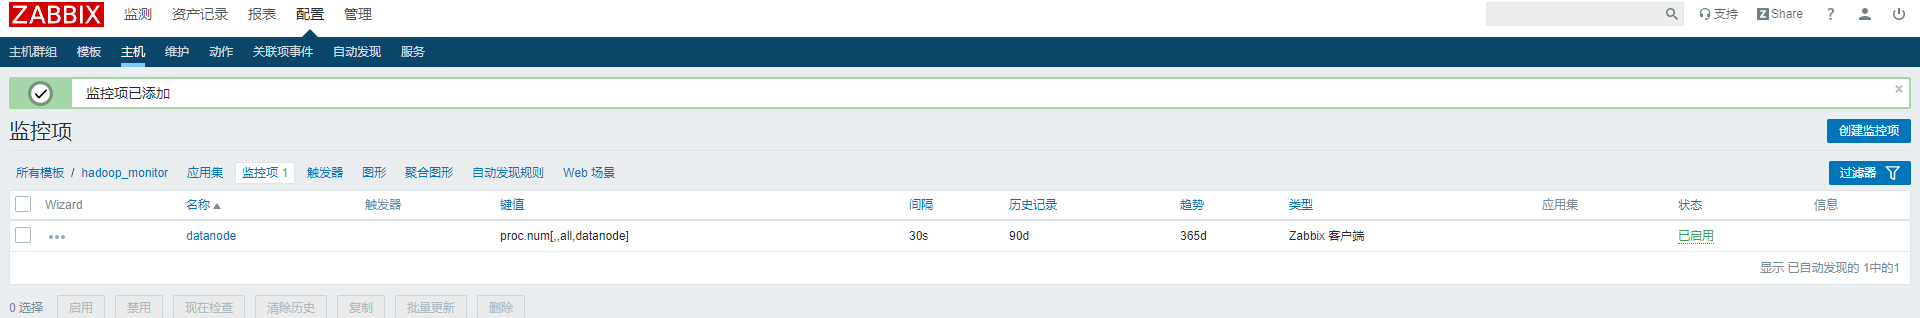 ZABBIX 监测 资产记录 报表 配置 管理 支持 Z Share ?
主机群组 模板 主机 维护 动作 关联项事件 自动发现 服务
监控项已添加 ×
监控项 创建监控项
所有模板 / hadoop_monitor 应用集 监控项 1 触发器 图形 聚合图形 自动发现规则 Web 场景 过滤器
Wizard 名称 触发器 键值 间隔 历史记录 趋势 类型 应用集 状态 信息
datanode proc.num[,,all,datanode] 30s 90d 365d Zabbix 客户端 已启用
显示 已自动发现的 1中的1
0 选择 启用 禁用 现在检查 清除历史 复制 批量更新 删除